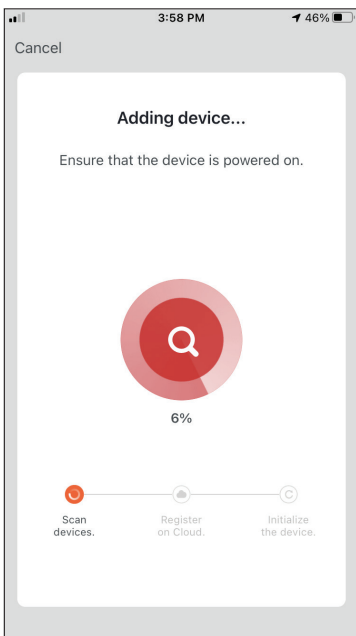 3:58 PM 46%
Cancel
Adding device...
Ensure that the device is powered on.
6%
Scan devices.
Register on Cloud.
Initialize the device.